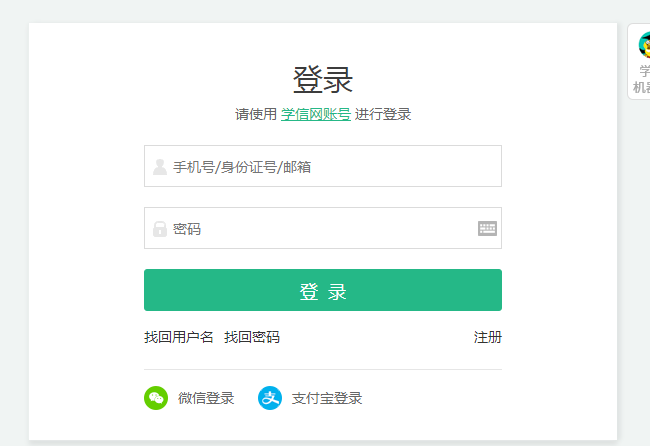 登录
请使用 学信网账号 进行登录
手机号/身份证号/邮箱
密码
登 录
找回用户名 找回密码 注册
微信登录 支付宝登录
学
机